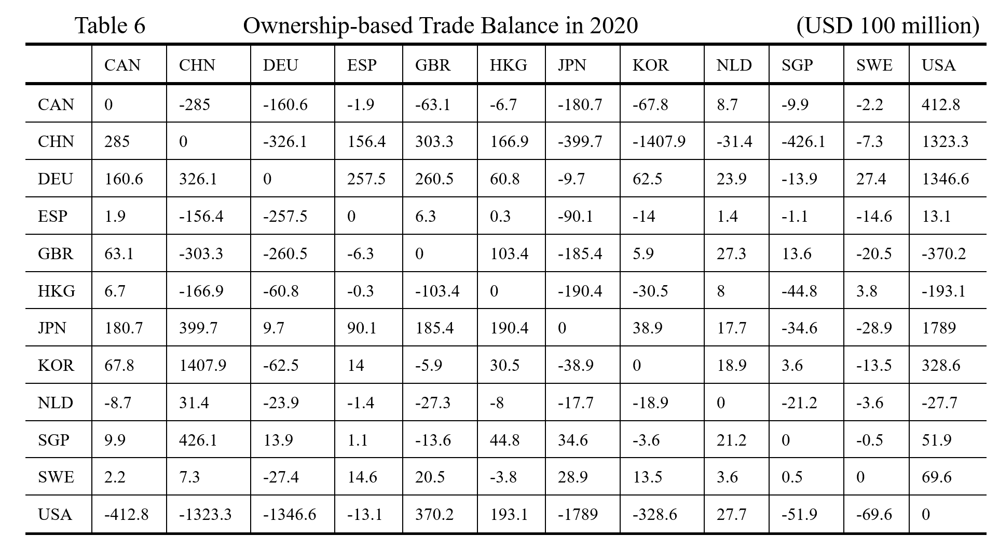 Table 6 Ownership-based Trade Balance in 2020 (USD 100 million)
CAN CHN DEU ESP GBR HKG JPN KOR NLD SGP SWE USA
CAN 0 -285 -160.6 -1.9 -63.1 -6.7 -180.7 -67.8 8.7 -9.9 -2.2 412.8
CHN 285 0 -326.1 156.4 303.3 166.9 -399.7 -1407.9 -31.4 -426.1 -7.3 1323.3
DEU 160.6 326.1 0 257.5 260.5 60.8 -9.7 62.5 23.9 -13.9 27.4 1346.6
ESP 1.9 -156.4 -257.5 0 6.3 0.3 -90.1 -14 1.4 -1.1 -14.6 13.1
GBR 63.1 -303.3 -260.5 -6.3 0 103.4 -185.4 5.9 27.3 13.6 -20.5 -370.2
HKG 6.7 -166.9 -60.8 -0.3 -103.4 0 -190.4 -30.5 8 -44.8 3.8 -193.1
JPN 180.7 399.7 9.7 90.1 185.4 190.4 0 38.9 17.7 -34.6 -28.9 1789
KOR 67.8 1407.9 -62.5 14 -5.9 30.5 -38.9 0 18.9 3.6 -13.5 328.6
NLD -8.7 31.4 -23.9 -1.4 -27.3 -8 -17.7 -18.9 0 -21.2 -3.6 -27.7
SGP 9.9 426.1 13.9 1.1 -13.6 44.8 34.6 -3.6 21.2 0 -0.5 51.9
SWE 2.2 7.3 -27.4 14.6 20.5 -3.8 28.9 13.5 3.6 0.5 0 69.6
USA -412.8 -1323.3 -1346.6 -13.1 370.2 193.1 -1789 -328.6 27.7 -51.9 -69.6 0